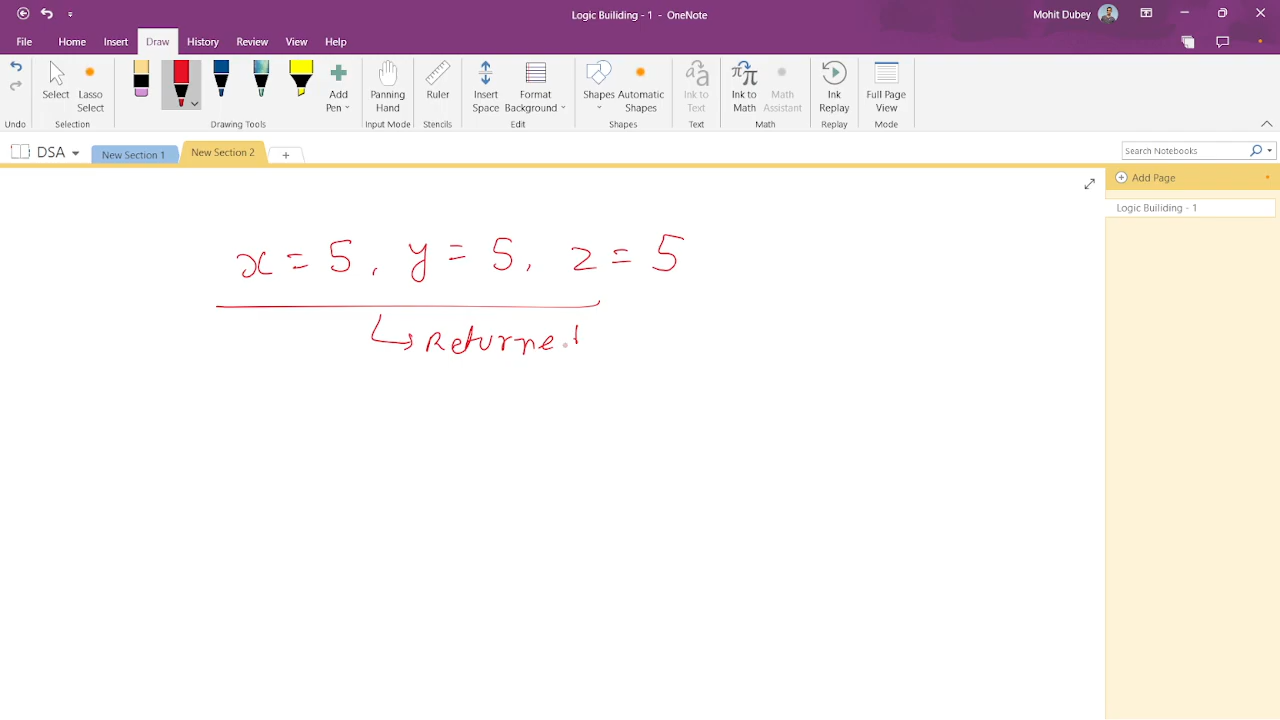 Logic Builiding - 1 - OneNote
Mohit Dubey
File Home Insert Draw History Review View Help
Undo
Select
Lasso Select
Selection
Drawing Tools
Add Pen
Panning Hand
Input Mode
Ruler
Stencils
Insert Space
Format Background
Edit
Shapes
Automatic Shapes
Shapes
Ink to Text
Text
Ink to Math
Math Assistant
Math
Ink Replay
Replay
Full Page View
Mode
DSA
New Section 1
New Section 2
Search Notebooks
Add Page
Logic Builiding - 1
x = 5, y = 5, z = 5
Returne